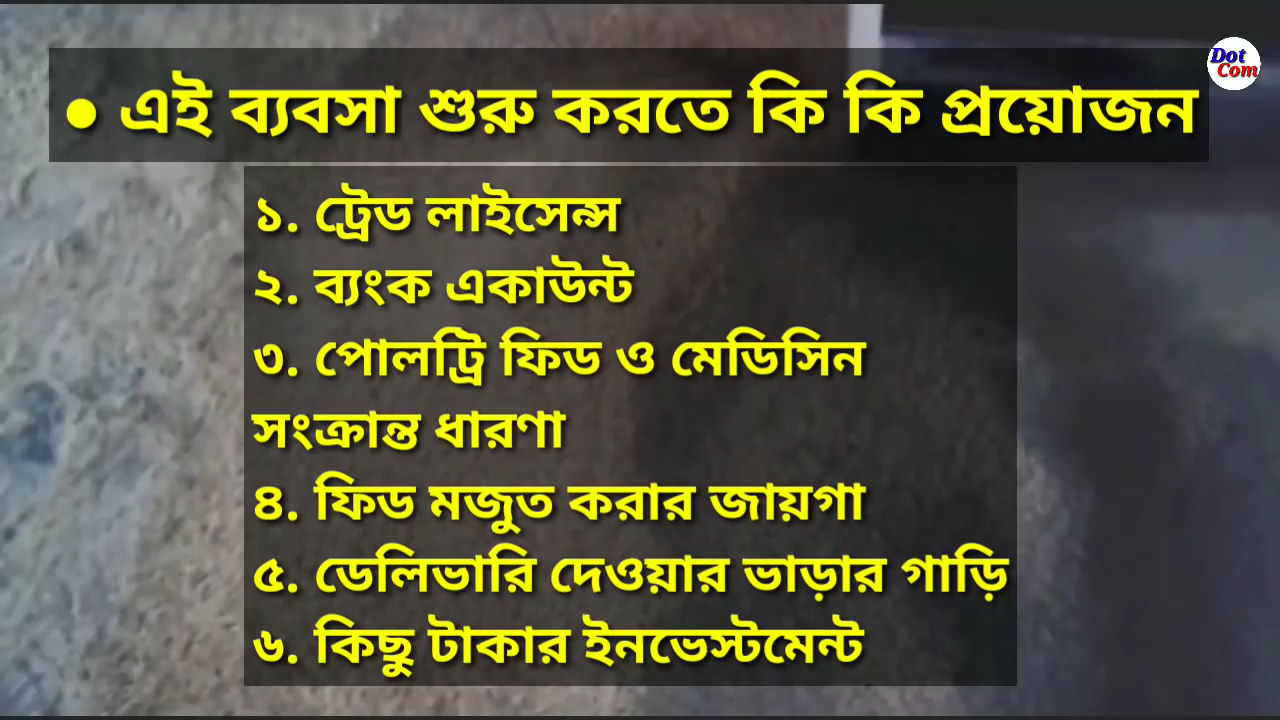 • এই ব্যবসা শুরু করতে কি কি প্রয়োজন
Dot
Com
১. ট্রেড লাইসেন্স
২. ব্যংক একাউন্ট
৩. পোলট্রি ফিড ও মেডিসিন
সংক্রান্ত ধারণা
৪. ফিড মজুত করার জায়গা
৫. ডেলিভারি দেওয়ার ভাড়ার গাড়ি
৬. কিছু টাকার ইনভেস্টমেন্ট